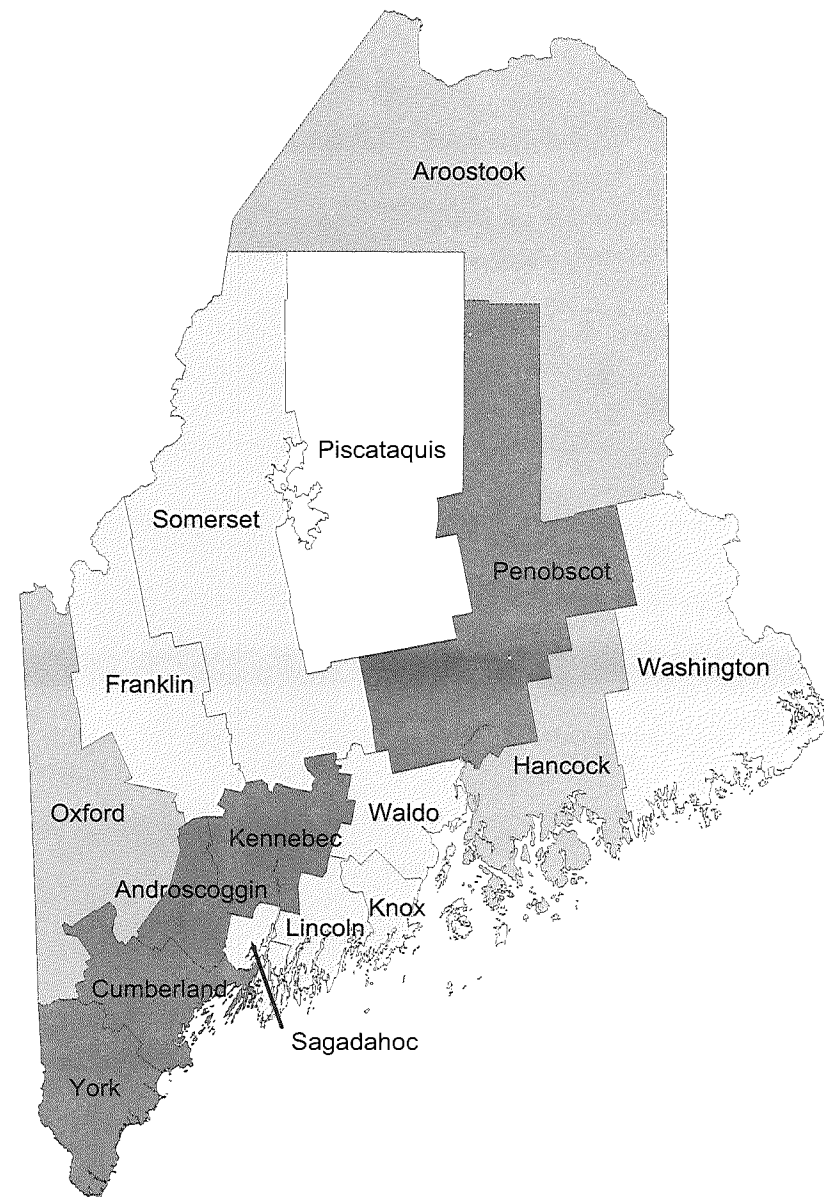 Aroostook
Piscataquis
Somerset
Penobscot
Washington
Franklin
Hancock
Oxford
Waldo
Kennebec
Androscoggin
Knox
Lincoln
Cumberland
Sagadahoc
York